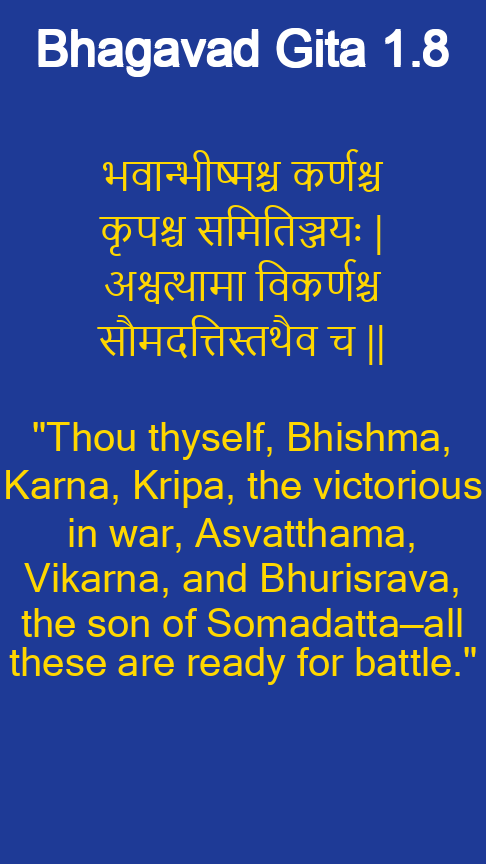 Bhagavad Gita 1.8
भवान्भीष्मश्च कर्णश्च
कृपश्च समितिञ्जयः |
अश्वत्थामा विकर्णश्च
सौमदत्तिस्तथैव च ||
"Thou thyself, Bhishma,
Karna, Kripa, the victorious
in war, Asvatthama,
Vikarna, and Bhurisrava,
the son of Somadatta—all
these are ready for battle."